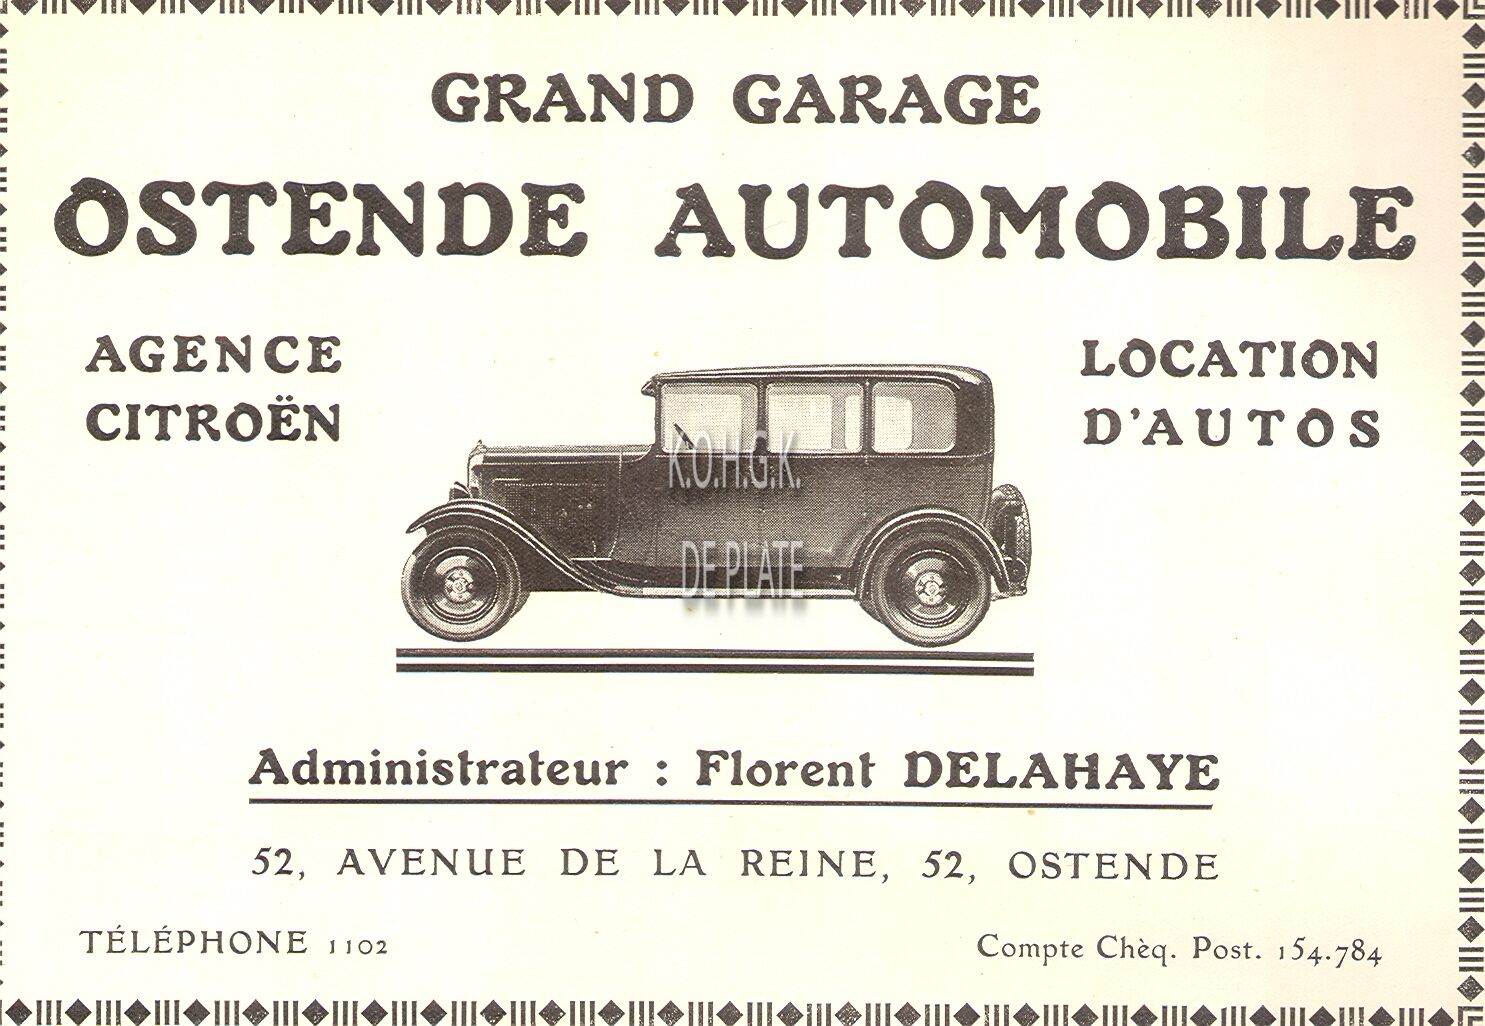 GRAND GARAGE
OSTENDE AUTOMOBILE
AGENCE
CITROËN
LOCATION
D'AUTOS
K.O.H.G.K.
DE PLATE
Administrateur : Florent DELAHAYE
52, AVENUE DE LA REINE, 52, OSTENDE
TÉLÉPHONE 1102
Compte Chèq. Post. 154.784